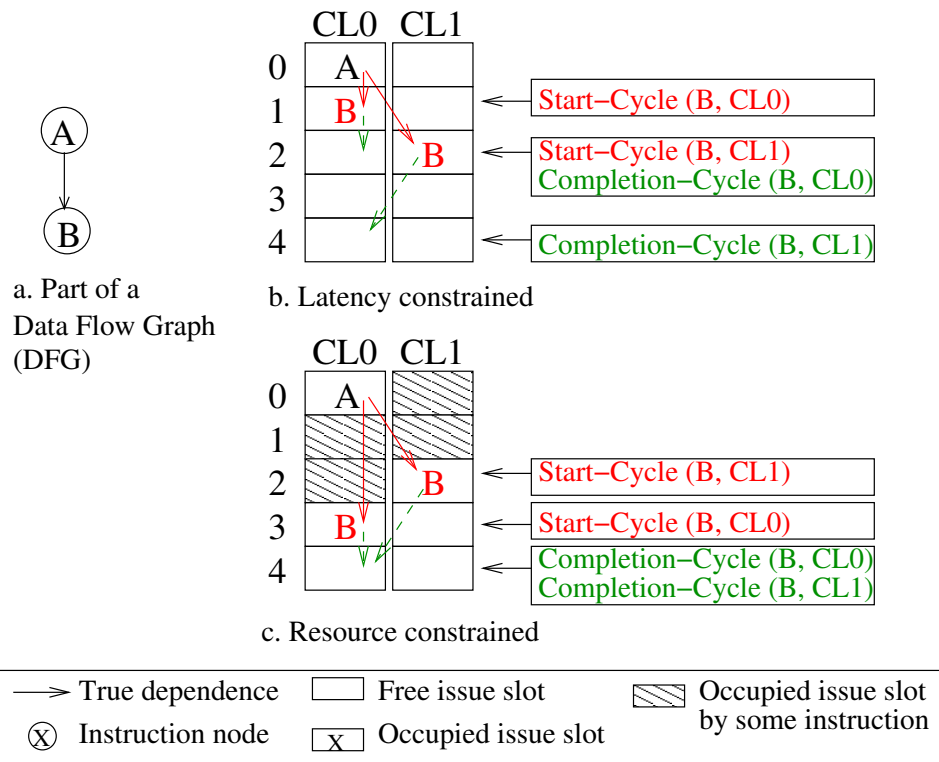 CL0 CL1
0 A
1 B
2 B
3
4
Start–Cycle (B, CL0)
Start–Cycle (B, CL1)
Completion–Cycle (B, CL0)
Completion–Cycle (B, CL1)
A
B
a. Part of a
Data Flow Graph
(DFG)
b. Latency constrained
CL0 CL1
0 A
1
2 B
3 B
4
Start–Cycle (B, CL1)
Start–Cycle (B, CL0)
Completion–Cycle (B, CL0)
Completion–Cycle (B, CL1)
c. Resource constrained
True dependence
Free issue slot
Occupied issue slot
by some instruction
X Instruction node
X Occupied issue slot